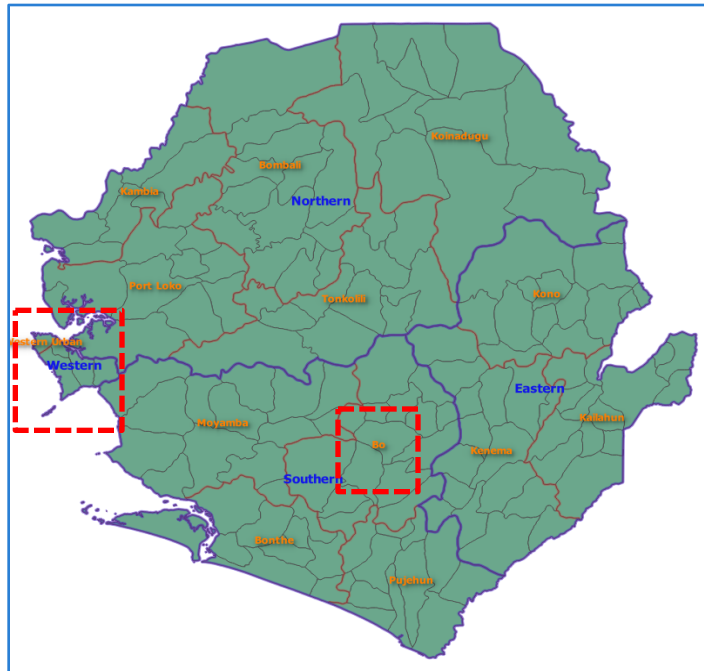 Koinadugu
Bombali
Kambia
Northern
Port Loko
Tonkolili
Kono
Western Urban
Western
Eastern
Kailahun
Moyamba
Bo
Kenema
Southern
Bonthe
Pujehun